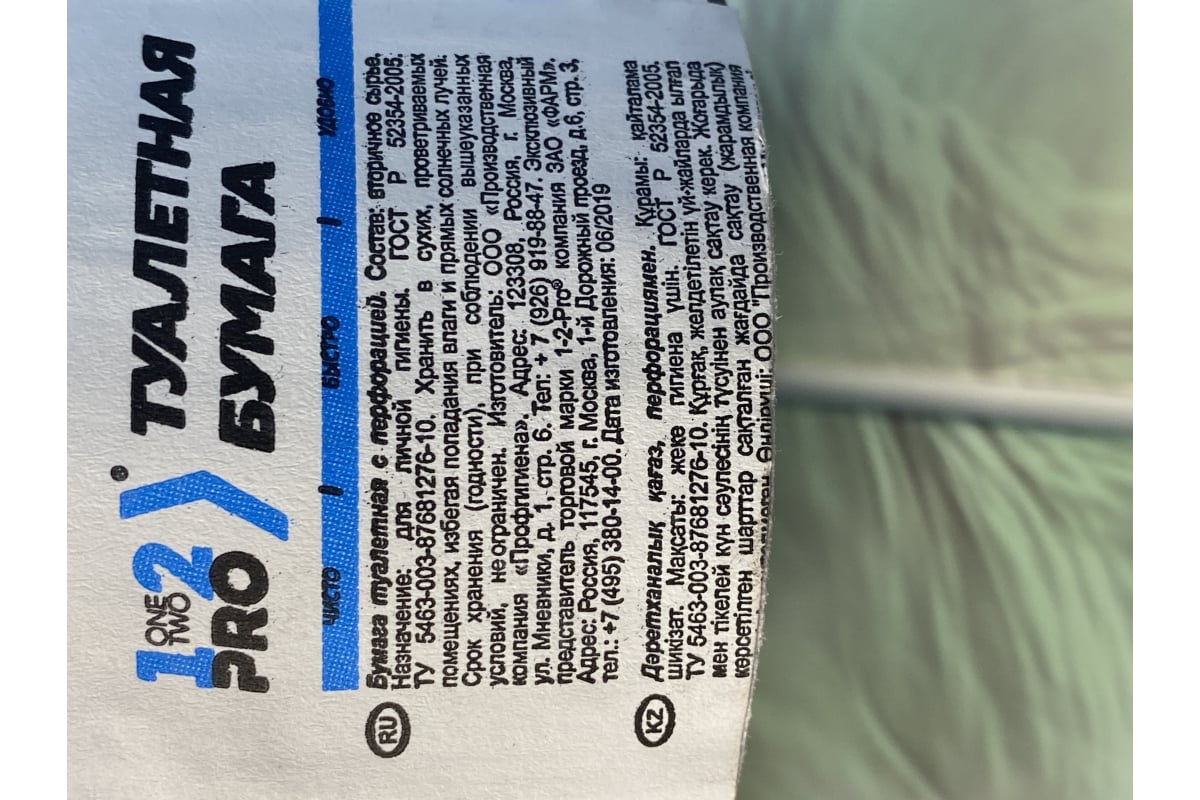 1 ONE TWO 2 PRO®
ТУАЛЕТНАЯ
БУМАГА
ЧИСТО | БЫСТРО | УДОБНО
RU
Бумага туалетная с перфорацией. Состав: вторичное сырье.
Назначение: для личной гигиены. ГОСТ Р 52354-2005.
ТУ 5463-003-87681276-10. Хранить в сухих, проветриваемых
помещениях, избегая попадания влаги и прямых солнечных лучей.
Срок хранения (годности), при соблюдении вышеуказанных
условий, не ограничен. Изготовитель: ООО «Производственная
компания «Профгигиена». Адрес: 123308, Россия, г. Москва,
ул. Мневники, д. 1, стр. 6. Тел: + 7 (926) 919-88-47. Эксклюзивный
представитель торговой марки 1-2-Pro® компания ЗАО «ФАРМ».
Адрес: Россия, 117545, г. Москва, 1-й Дорожный проезд, д.6, стр. 3,
тел.: +7 (495) 380-14-00. Дата изготовления: 06/2019
KZ
Дәретханалық қағаз, перфорациямен. Құрамы: қайталама
шикізат. Мақсаты: жеке гигиена үшін. ГОСТ Р 52354-2005.
ТУ 5463-003-87681276-10. Құрғақ, желдетілетін үй-жайларда ылғал
мен тікелей күн сәулесінің түсуінен аулақ сақтау керек. Жоғарыда
көрсетілген шарттар сақталған жағдайда сақтау (жарамдылық)
Өндіруші: ООО "Производственная компания